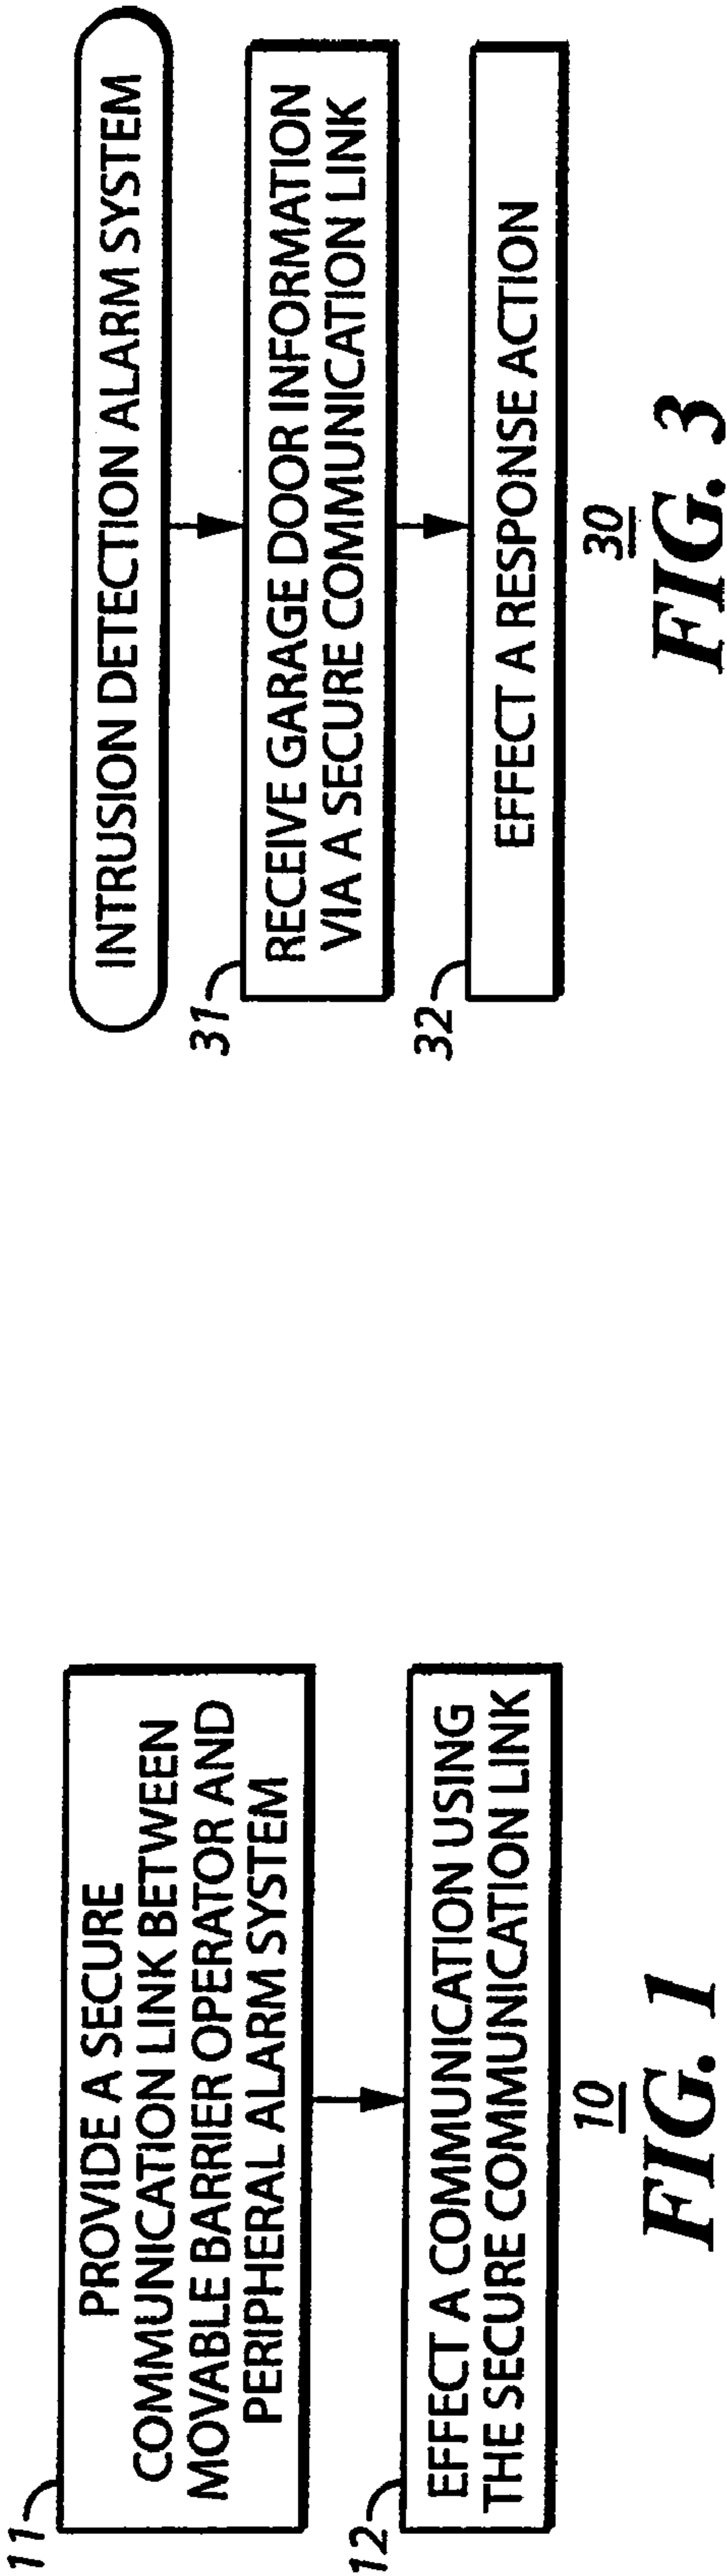 11
PROVIDE A SECURE
COMMUNICATION LINK BETWEEN
MOVABLE BARRIER OPERATOR AND
PERIPHERAL ALARM SYSTEM
12
EFFECT A COMMUNICATION USING
THE SECURE COMMUNICATION LINK
10
FIG. 1
INTRUSION DETECTION ALARM SYSTEM
31
RECEIVE GARAGE DOOR INFORMATION
VIA A SECURE COMMUNICATION LINK
32
EFFECT A RESPONSE ACTION
30
FIG. 3